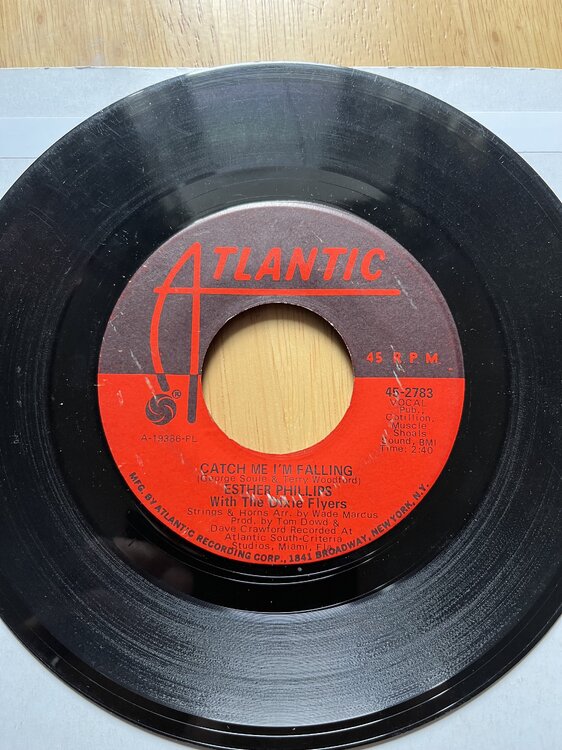 ATLANTIC
45 RPM
®
45-2783
VOCAL
Pub.,
Cotillion,
Muscle
Shoals
Sound, BMI
Time: 2:40
A-19386-PL
CATCH ME I'M FALLING
(George Soule & Terry Woodford)
ESTHER PHILLIPS
With The Dixie Flyers
Strings & Horns Arr. by Wade Marcus
Prod. by Tom Dowd &
Dave Crawford Recorded At
Atlantic South-Criteria
Studios, Miami, Fla.
MFG. BY ATLANTIC RECORDING CORP., 1841 BROADWAY, NEW YORK, N.Y.